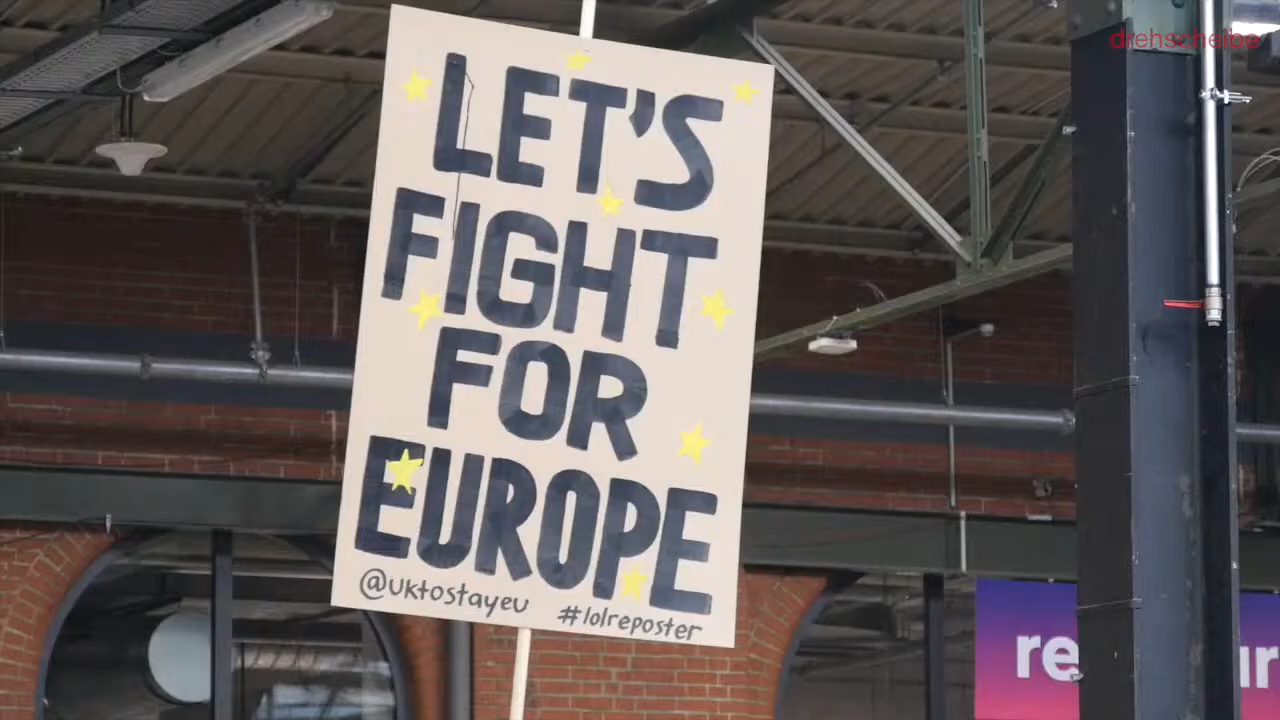 drehscheibe
LET'S
FIGHT
FOR
EUROPE
@uktostayeu #lolreposter